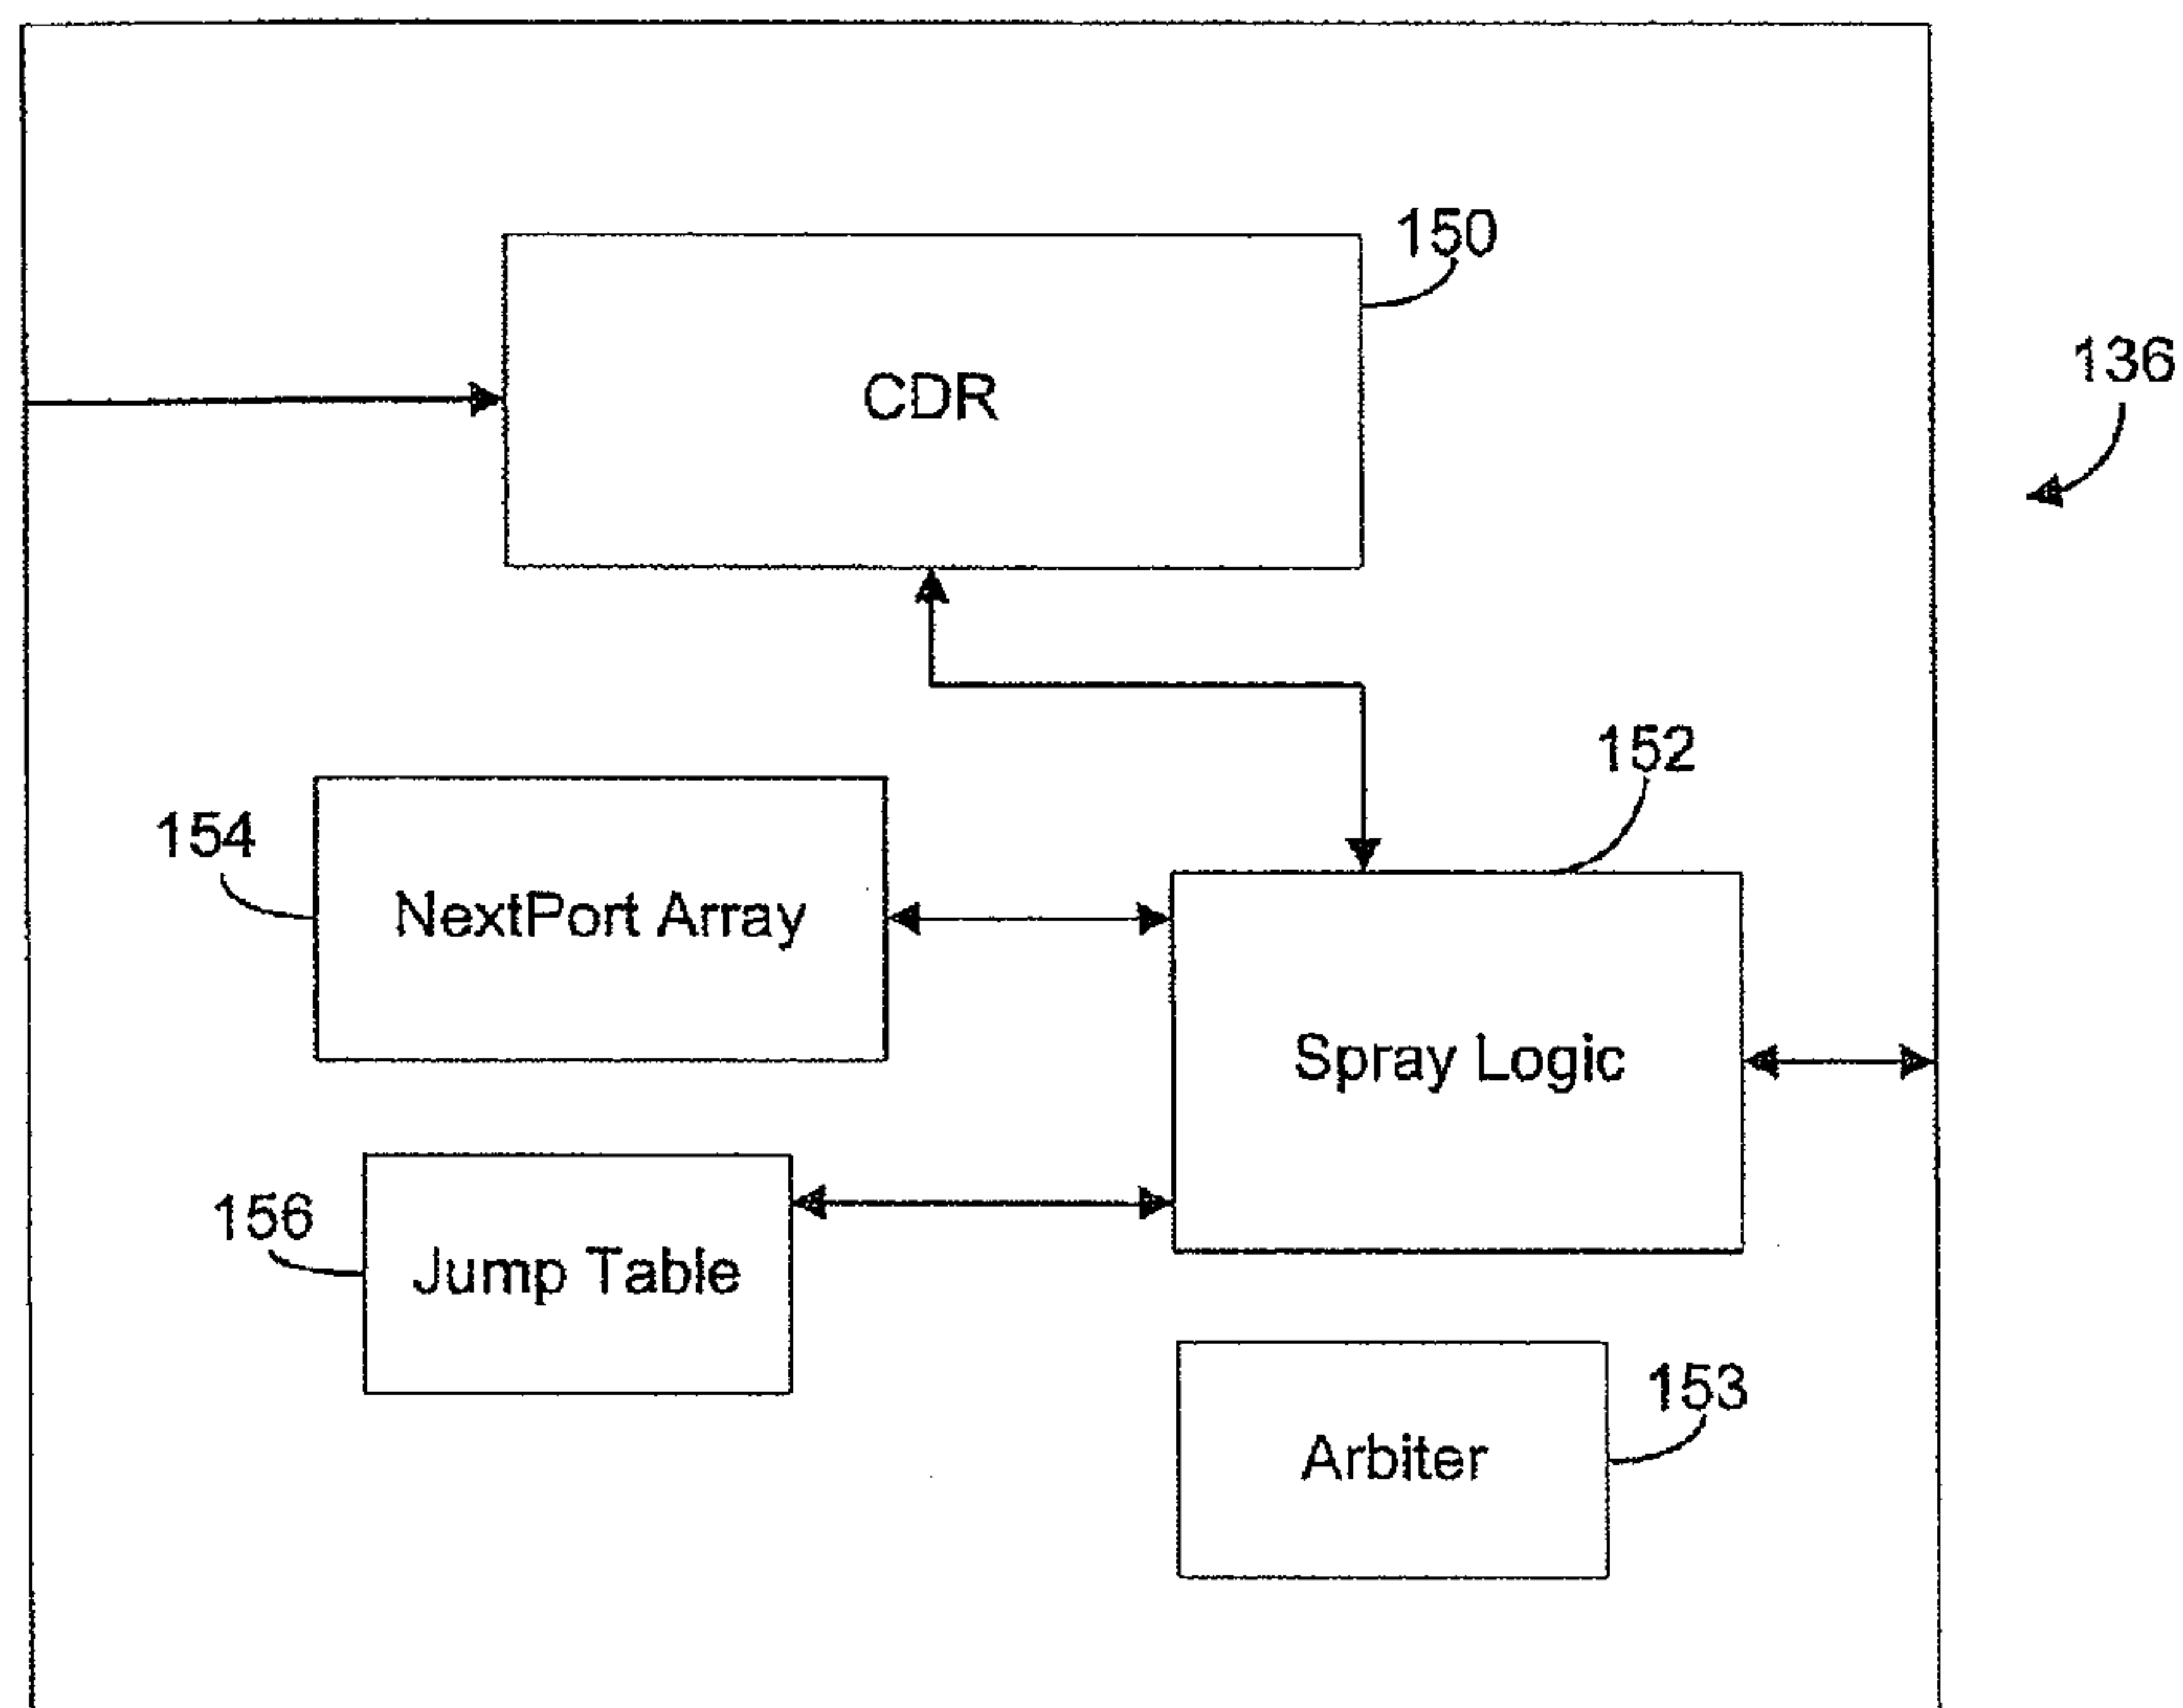 150
136
CDR
152
154
NextPort Array
Spray Logic
156
Jump Table
153
Arbiter